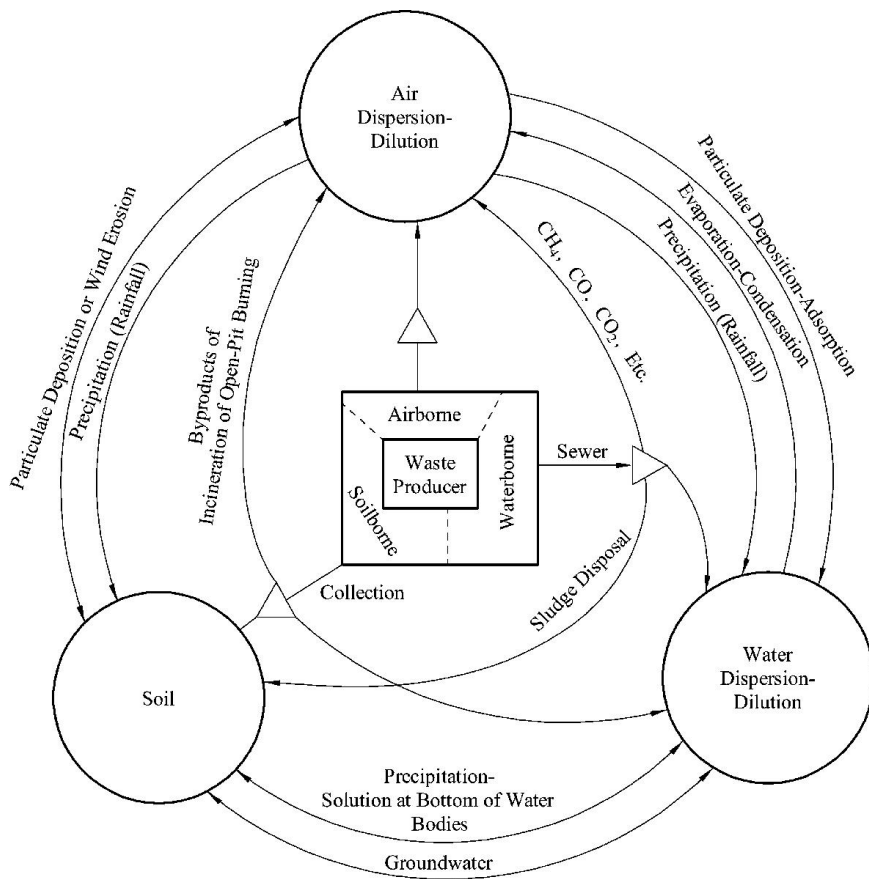 Air
Dispersion-
Dilution
Particulate Deposition or Wind Erosion
Precipitation (Rainfall)
Byproducts of
Incineration of Open-Pit Burning
CH₄, CO, CO₂, Etc.
Precipitation (Rainfall)
Evaporation-Condensation
Particulate Deposition-Adsorption
Airborne
Waste
Producer
Soilborne
Waterborne
Sewer
Collection
Sludge Disposal
Soil
Water
Dispersion-
Dilution
Precipitation-
Solution at Bottom of Water
Bodies
Groundwater